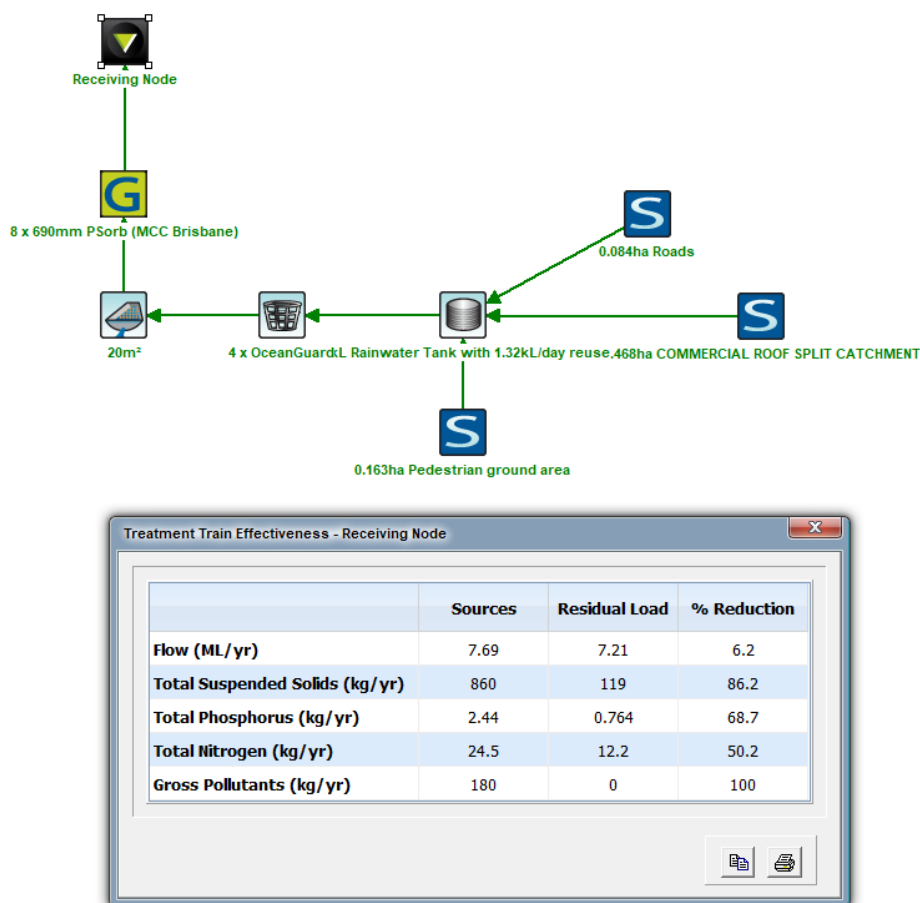 Receiving Node
G
8 x 690mm PSorb (MCC Brisbane)
S
0.084ha Roads
S
20m²
4 x OceanGuard
kL Rainwater Tank with 1.32kL/day reuse
.468ha COMMERCIAL ROOF SPLIT CATCHMENT
S
0.163ha Pedestrian ground area
Treatment Train Effectiveness - Receiving Node
x
Sources Residual Load % Reduction
Flow (ML/yr) 7.69 7.21 6.2
Total Suspended Solids (kg/yr) 860 119 86.2
Total Phosphorus (kg/yr) 2.44 0.764 68.7
Total Nitrogen (kg/yr) 24.5 12.2 50.2
Gross Pollutants (kg/yr) 180 0 100